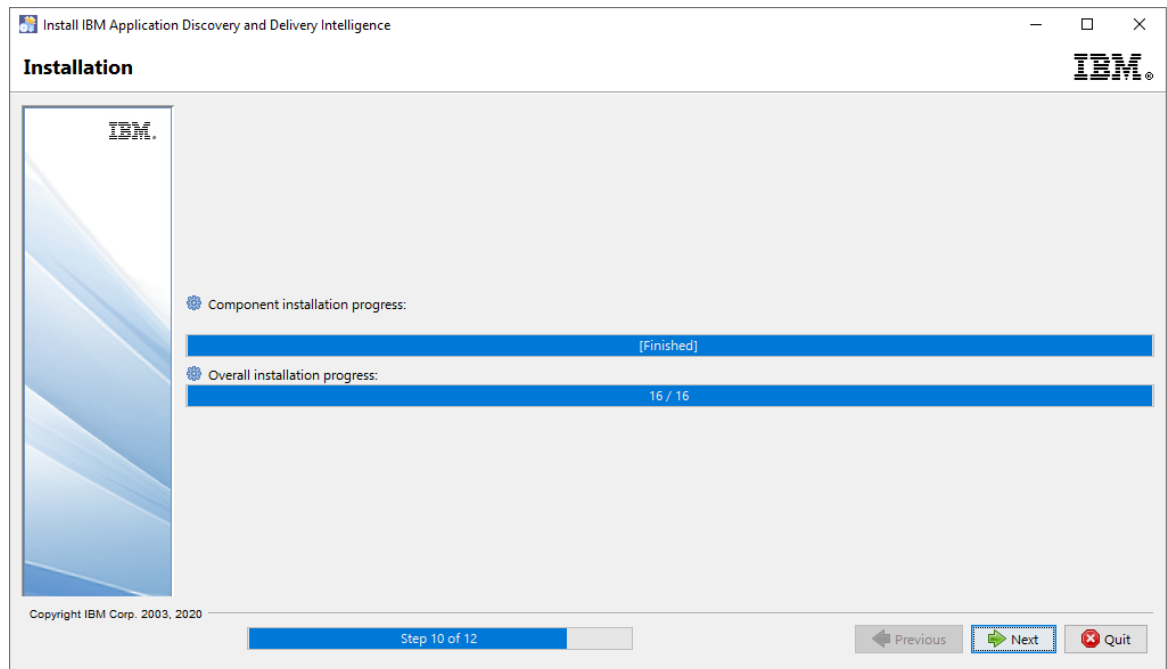 Install IBM Application Discovery and Delivery Intelligence
Installation
IBM®
IBM.
Component installation progress:
[Finished]
Overall installation progress:
16 / 16
Copyright IBM Corp. 2003, 2020
Step 10 of 12
Previous
Next
Quit